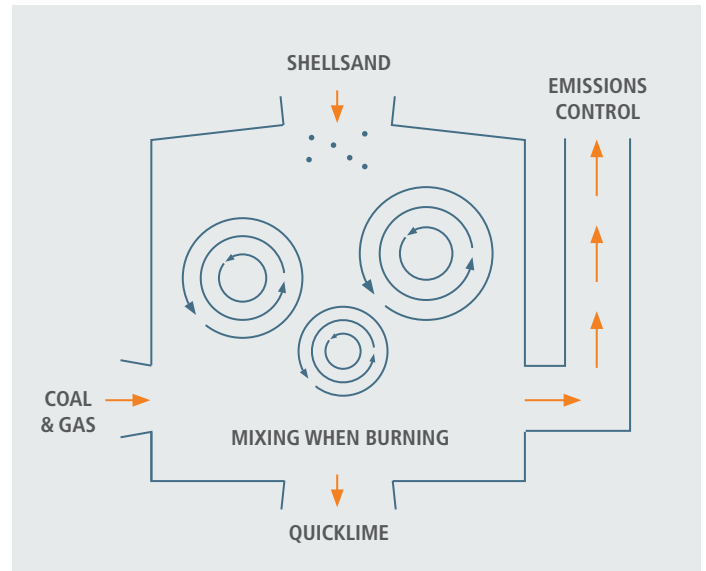 SHELLSAND
EMISSIONS
CONTROL
COAL
& GAS
MIXING WHEN BURNING
QUICKLIME